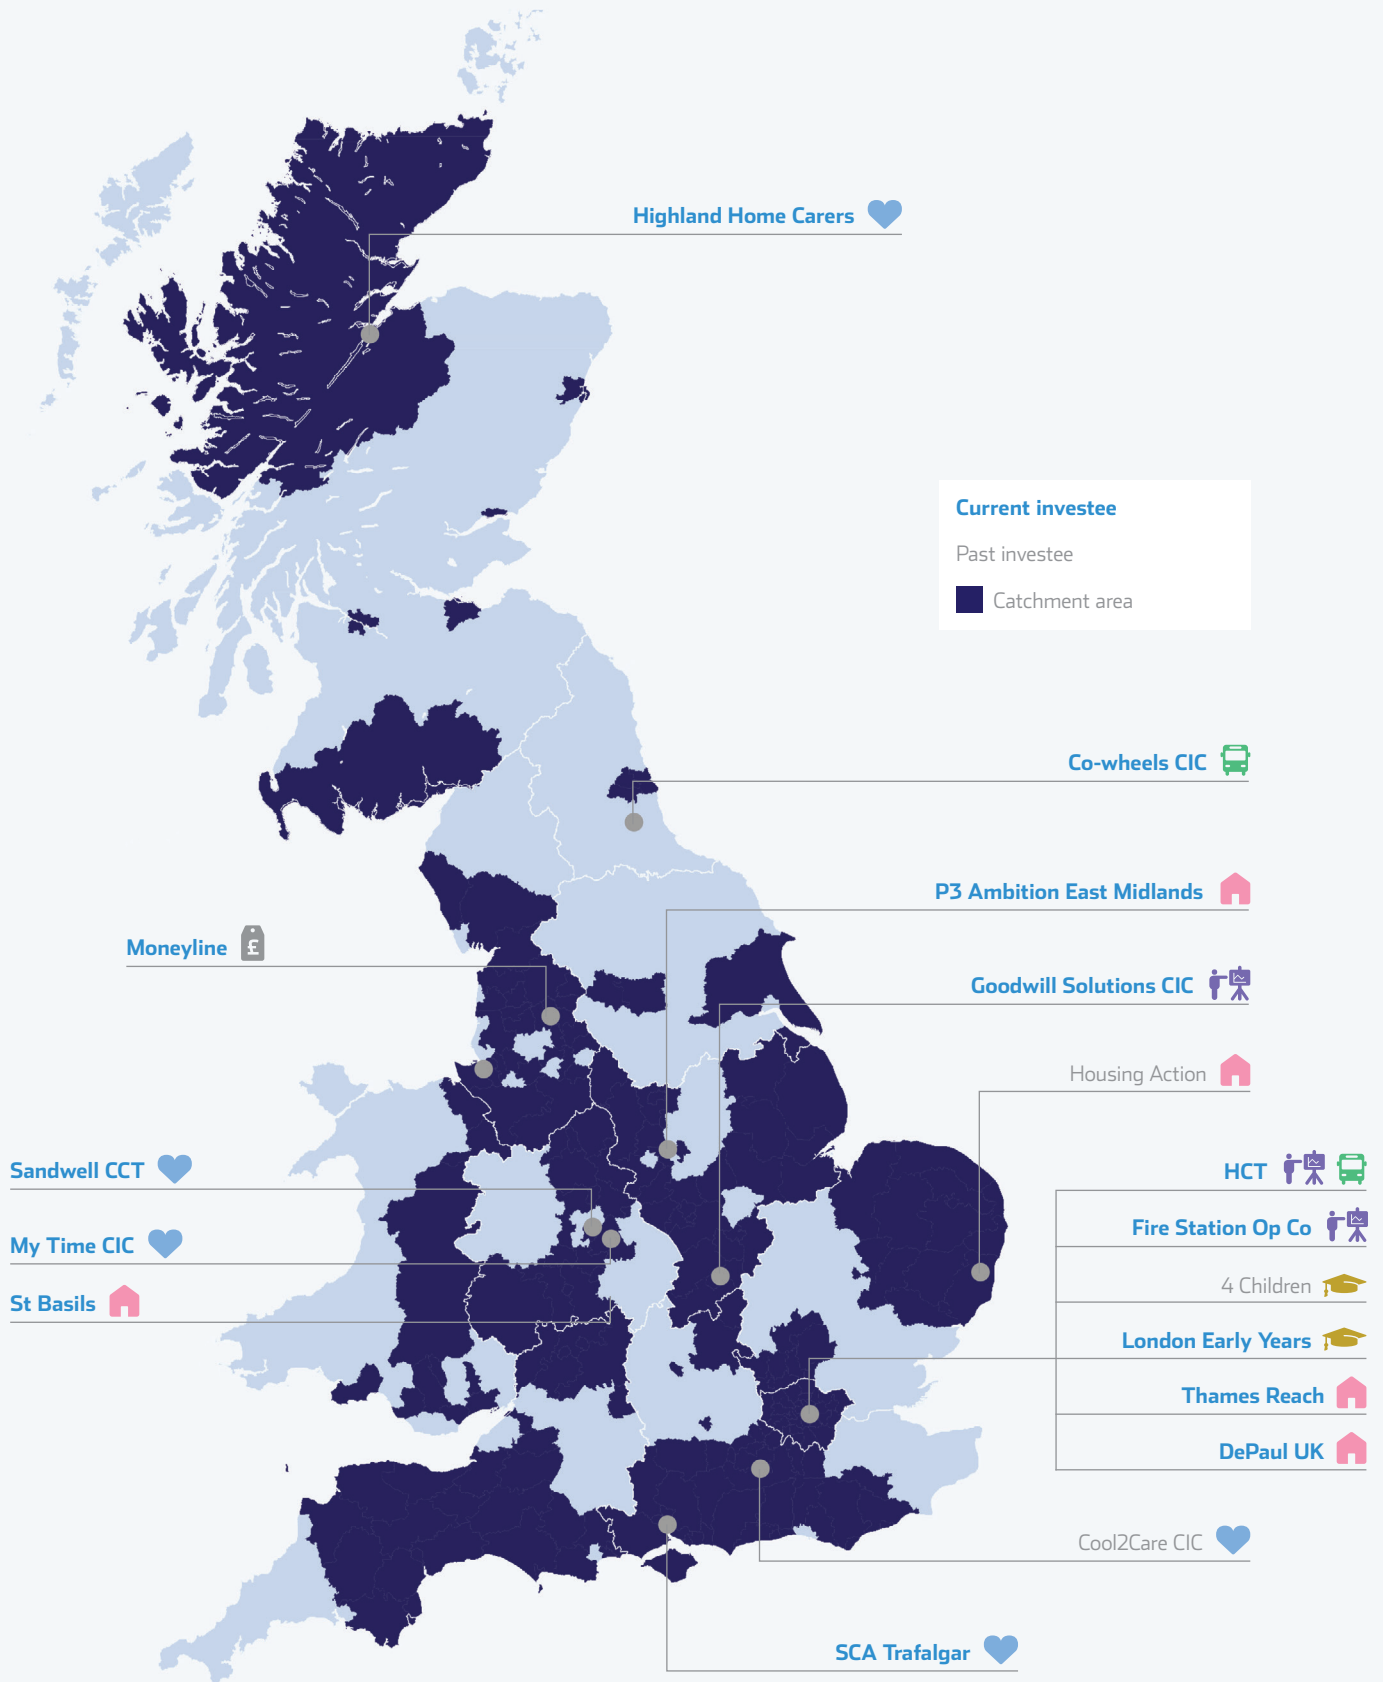 Highland Home Carers
Current investee
Past investee
Catchment area
Co-wheels CIC
P3 Ambition East Midlands
Moneyline
£
Goodwill Solutions CIC
Housing Action
Sandwell CCT
HCT
Fire Station Op Co
My Time CIC
4 Children
St Basils
London Early Years
Thames Reach
DePaul UK
Cool2Care CIC
SCA Trafalgar